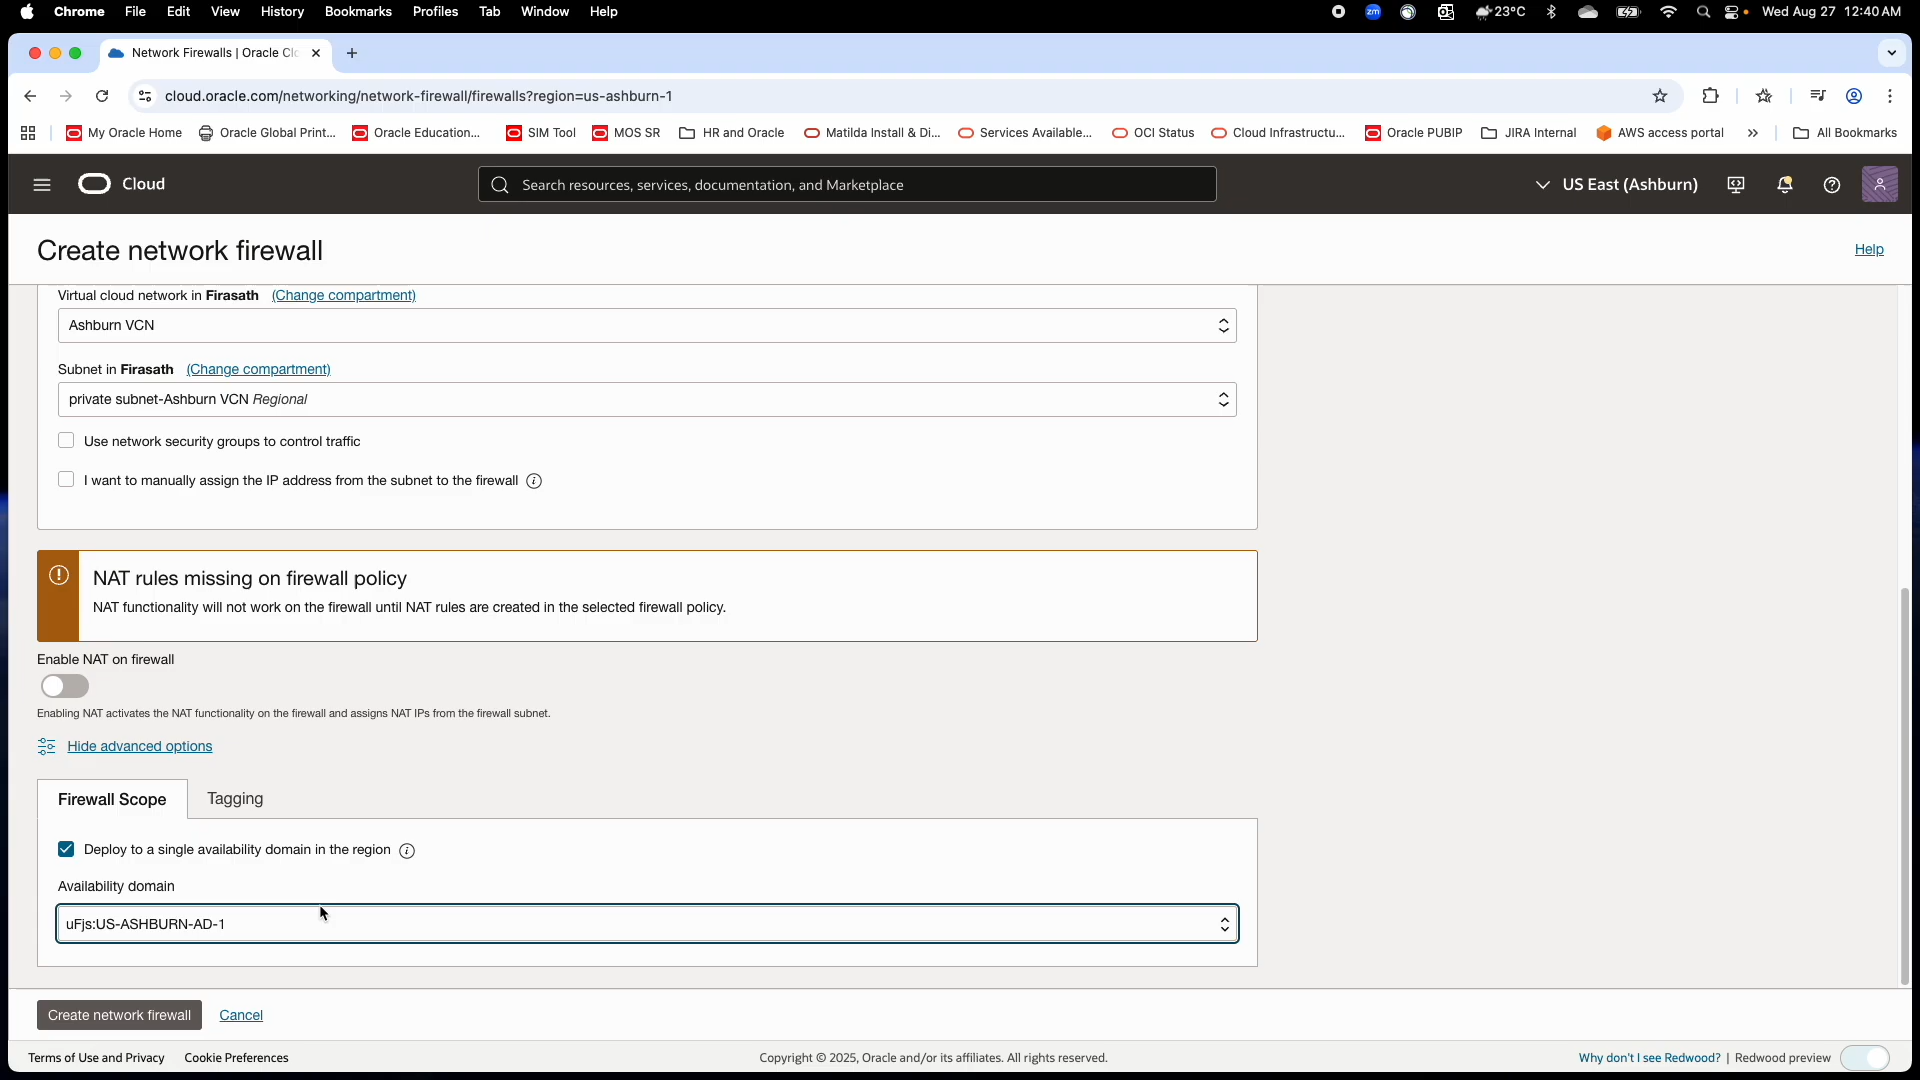 Chrome File Edit View History Bookmarks Profiles Tab Window Help
zm 23°C Wed Aug 27 12:40 AM
Network Firewalls | Oracle Clo
cloud.oracle.com/networking/network-firewall/firewalls?region=us-ashburn-1
My Oracle Home Oracle Global Print... Oracle Education... SIM Tool MOS SR HR and Oracle Matilda Install & Di... Services Available... OCI Status Cloud Infrastructu... Oracle PUBIP JIRA Internal AWS access portal » All Bookmarks
Cloud Search resources, services, documentation, and Marketplace US East (Ashburn)
Create network firewall Help
Virtual cloud network in Firasath (Change compartment)
Ashburn VCN
Subnet in Firasath (Change compartment)
private subnet-Ashburn VCN Regional
Use network security groups to control traffic
I want to manually assign the IP address from the subnet to the firewall
NAT rules missing on firewall policy
NAT functionality will not work on the firewall until NAT rules are created in the selected firewall policy.
Enable NAT on firewall
Enabling NAT activates the NAT functionality on the firewall and assigns NAT IPs from the firewall subnet.
Hide advanced options
Firewall Scope Tagging
Deploy to a single availability domain in the region
Availability domain
uFjs:US-ASHBURN-AD-1
Create network firewall Cancel
Terms of Use and Privacy Cookie Preferences Copyright © 2025, Oracle and/or its affiliates. All rights reserved. Why don't I see Redwood? | Redwood preview